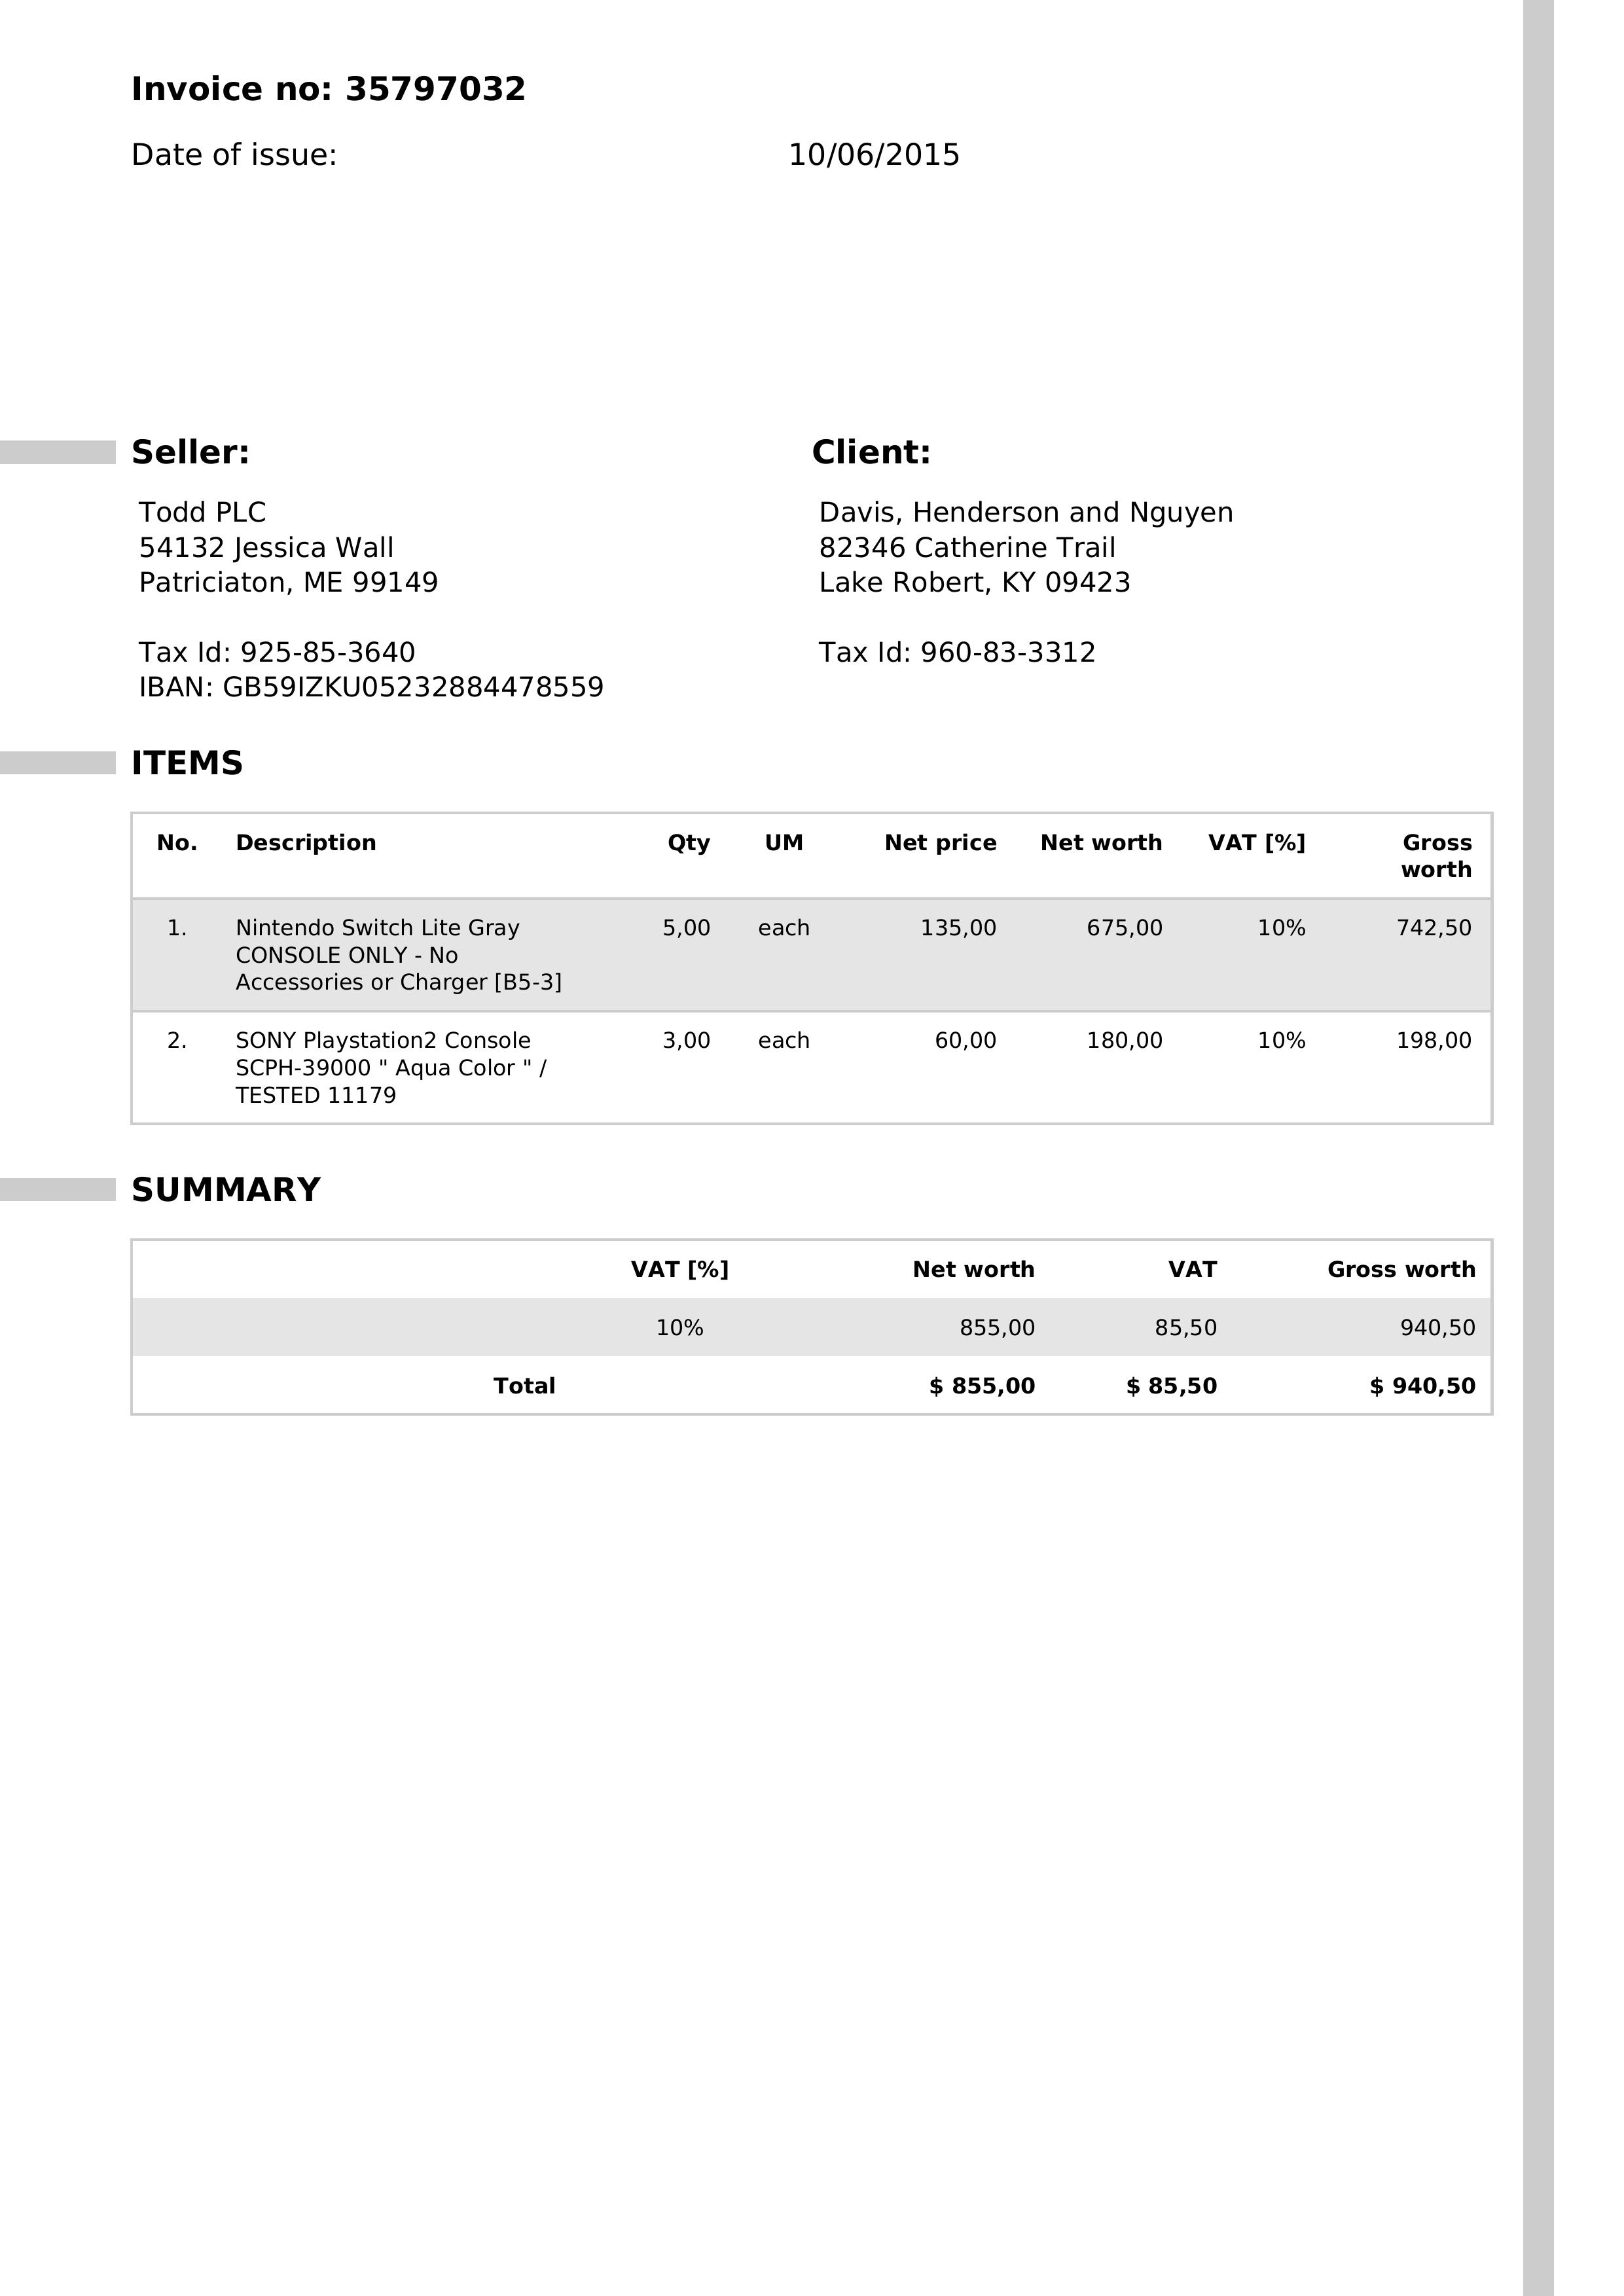 Invoice no: 35797032
Date of issue: 10/06/2015
Seller:
Todd PLC
54132 Jessica Wall
Patriciaton, ME 99149
Tax Id: 925-85-3640
IBAN: GB59IZKU05232884478559
Client:
Davis, Henderson and Nguyen
82346 Catherine Trail
Lake Robert, KY 09423
Tax Id: 960-83-3312
ITEMS
No. Description Qty UM Net price Net worth VAT [%] Gross
worth
1. Nintendo Switch Lite Gray 5,00 each 135,00 675,00 10% 742,50
CONSOLE ONLY - No
Accessories or Charger [B5-3]
2. SONY Playstation2 Console 3,00 each 60,00 180,00 10% 198,00
SCPH-39000 " Aqua Color " /
TESTED 11179
SUMMARY
VAT [%] Net worth VAT Gross worth
10% 855,00 85,50 940,50
Total $ 855,00 $ 85,50 $ 940,50